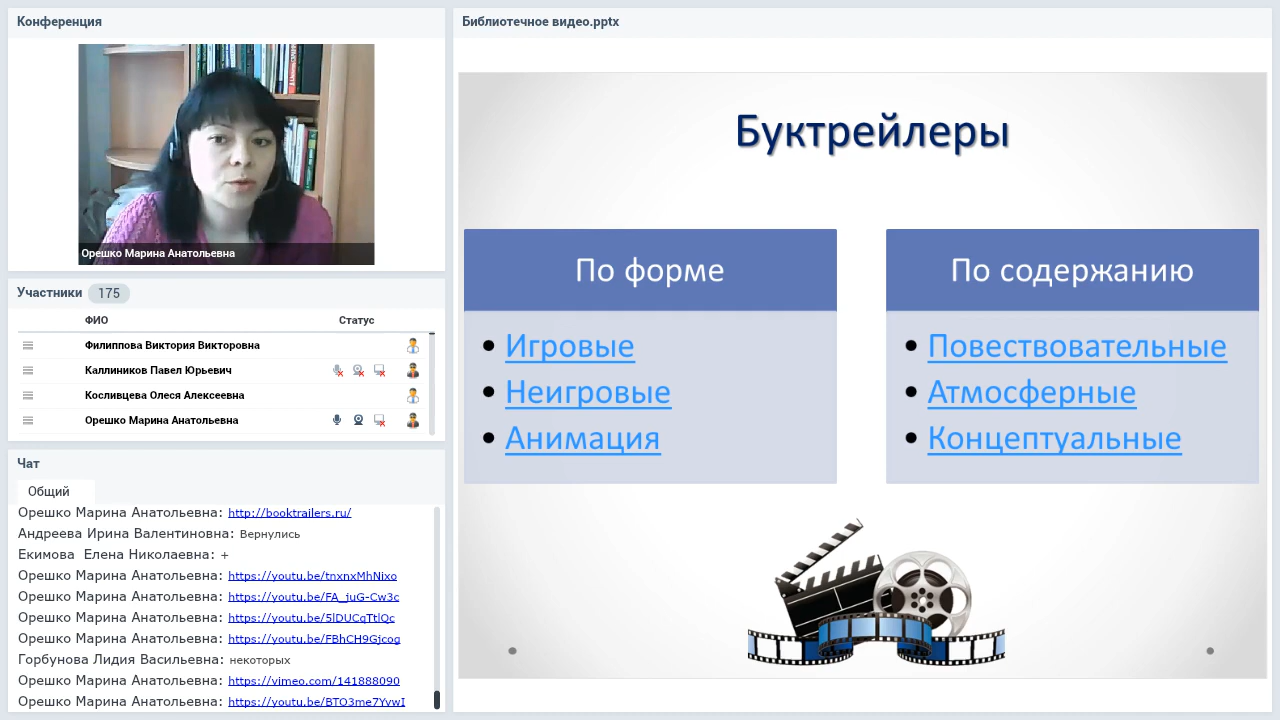 Конференция
Орешко Марина Анатольевна
Участники 175
ФИО Статус
Филиппова Виктория Викторовна
Каллиников Павел Юрьевич
Косливцева Олеся Алексеевна
Орешко Марина Анатольевна
Чат
Общий
Орешко Марина Анатольевна: http://booktrailers.ru/
Андреева Ирина Валентиновна: Вернулись
Екимова Елена Николаевна: +
Орешко Марина Анатольевна: https://youtu.be/tnxnxMhNixo
Орешко Марина Анатольевна: https://youtu.be/FA_juG-Cw3c
Орешко Марина Анатольевна: https://youtu.be/5lDUCqTtlQc
Орешко Марина Анатольевна: https://youtu.be/FBhCH9Gjcog
Горбунова Лидия Васильевна: некоторых
Орешко Марина Анатольевна: https://vimeo.com/141888090
Орешко Марина Анатольевна: https://youtu.be/BTO3me7YvwI
Библиотечное видео.pptx
Буктрейлеры
По форме
• Игровые
• Неигровые
• Анимация
По содержанию
• Повествовательные
• Атмосферные
• Концептуальные